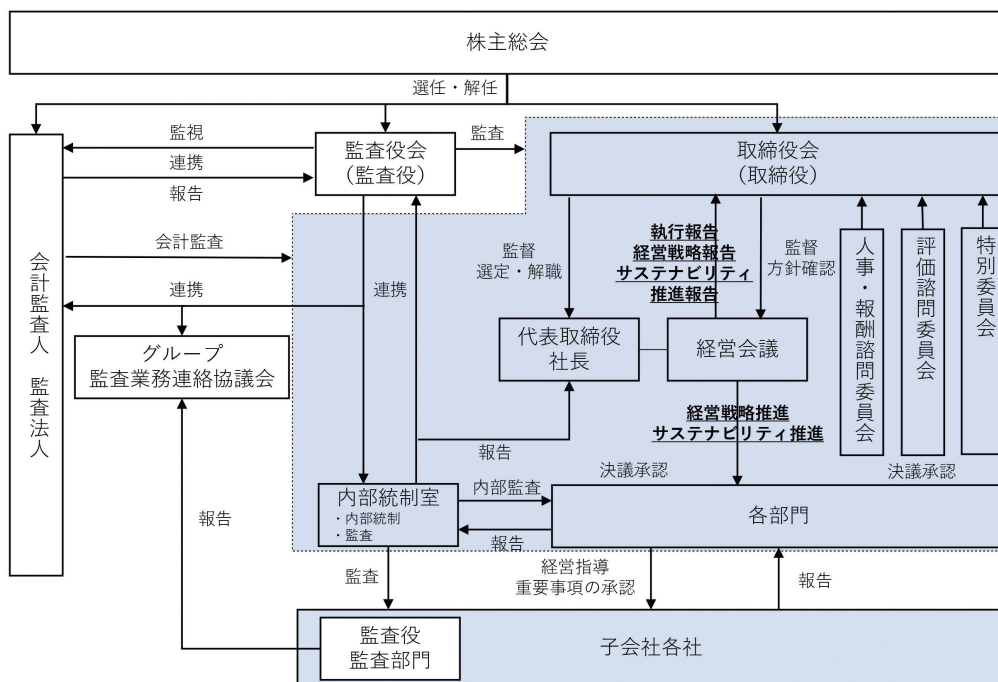 株主総会
選任・解任
監視
連携
報告
監査役会
(監査役)
監査
取締役会
(取締役)
会計監査人　監査法人
会計監査
連携
連携
監督
選定・解職
執行報告
経営戦略報告
サステナビリティ
推進報告
監督
方針確認
人事・報酬諮問委員会
評価諮問委員会
特別委員会
グループ
監査業務連絡協議会
代表取締役
社長
経営会議
経営戦略推進
サステナビリティ推進
報告
決議承認
決議承認
内部統制室
・内部統制
・監査
内部監査
報告
各部門
報告
監査
経営指導
重要事項の承認
報告
監査役
監査部門
子会社各社